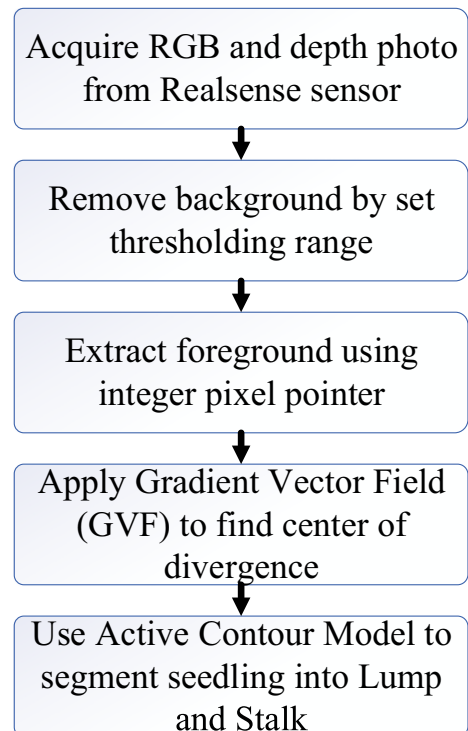 Acquire RGB and depth photo
from Realsense sensor
Remove background by set
thresholding range
Extract foreground using
integer pixel pointer
Apply Gradient Vector Field
(GVF) to find center of
divergence
Use Active Contour Model to
segment seedling into Lump
and Stalk